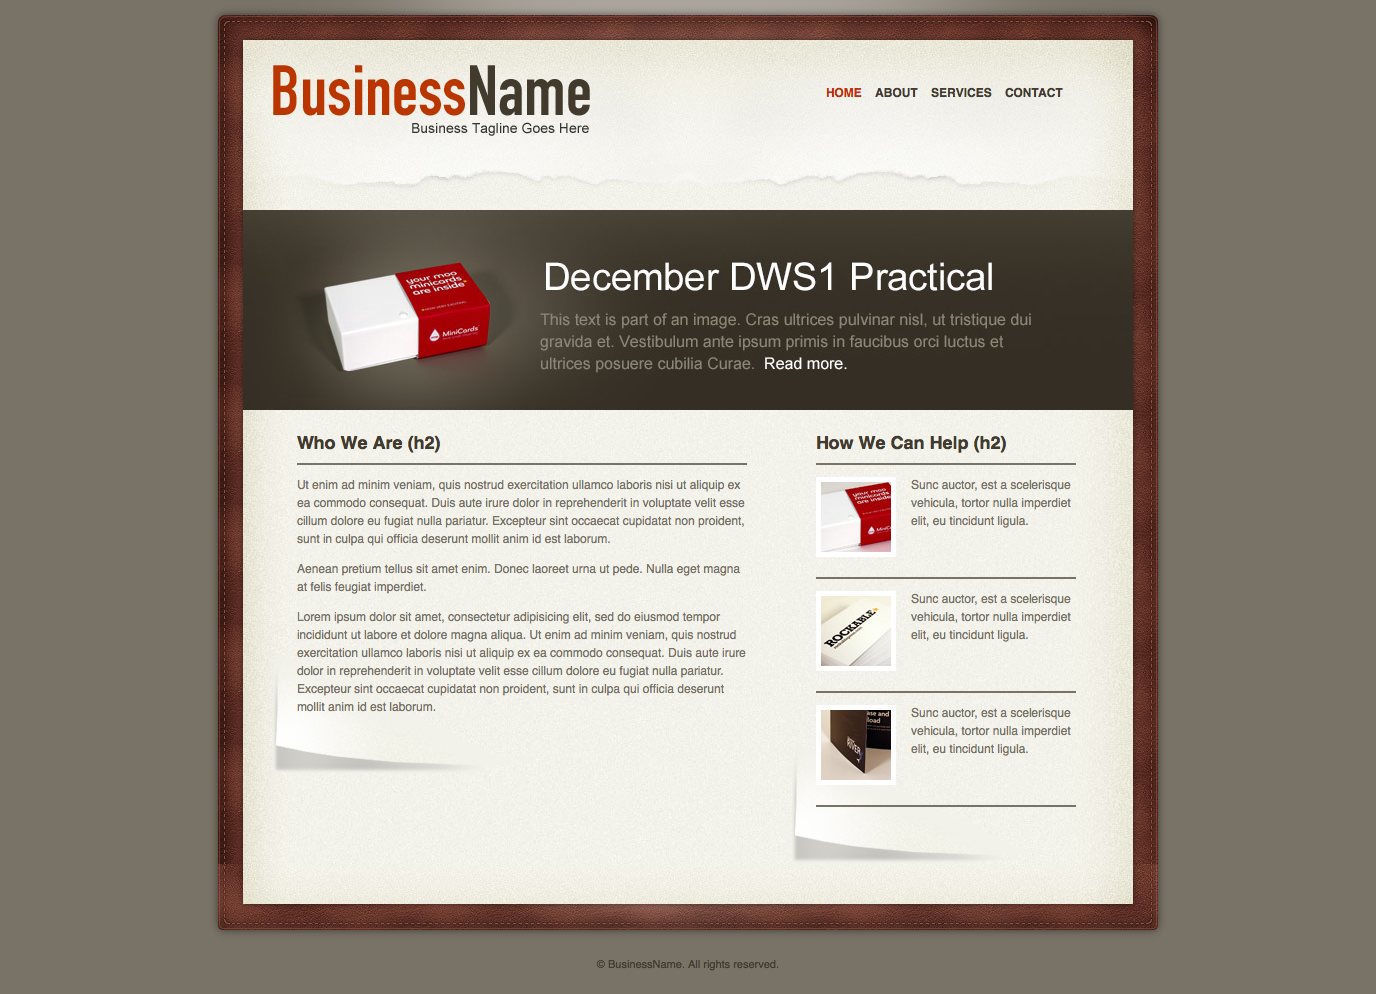 BusinessName
Business Tagline Goes Here
HOME ABOUT SERVICES CONTACT
your moo
minicards
are inside
MiniCards
December DWS1 Practical
This text is part of an image. Cras ultrices pulvinar nisl, ut tristique dui
gravida et. Vestibulum ante ipsum primis in faucibus orci luctus et
ultrices posuere cubilia Curae. Read more.
Who We Are (h2)
Ut enim ad minim veniam, quis nostrud exercitation ullamco laboris nisi ut aliquip ex
ea commodo consequat. Duis aute irure dolor in reprehenderit in voluptate velit esse
cillum dolore eu fugiat nulla pariatur. Excepteur sint occaecat cupidatat non proident,
sunt in culpa qui officia deserunt mollit anim id est laborum.
Aenean pretium tellus sit amet enim. Donec laoreet urna ut pede. Nulla eget magna
at felis feugiat imperdiet.
Lorem ipsum dolor sit amet, consectetur adipisicing elit, sed do eiusmod tempor
incididunt ut labore et dolore magna aliqua. Ut enim ad minim veniam, quis nostrud
exercitation ullamco laboris nisi ut aliquip ex ea commodo consequat. Duis aute irure
dolor in reprehenderit in voluptate velit esse cillum dolore eu fugiat nulla pariatur.
Excepteur sint occaecat cupidatat non proident, sunt in culpa qui officia deserunt
mollit anim id est laborum.
How We Can Help (h2)
your moo
minicards
are inside
MiniCa
Sunc auctor, est a scelerisque
vehicula, tortor nulla imperdiet
elit, eu tincidunt ligula.
ROCKABLE
Sunc auctor, est a scelerisque
vehicula, tortor nulla imperdiet
elit, eu tincidunt ligula.
ise and
load
RIVER
Sunc auctor, est a scelerisque
vehicula, tortor nulla imperdiet
elit, eu tincidunt ligula.
© BusinessName. All rights reserved.